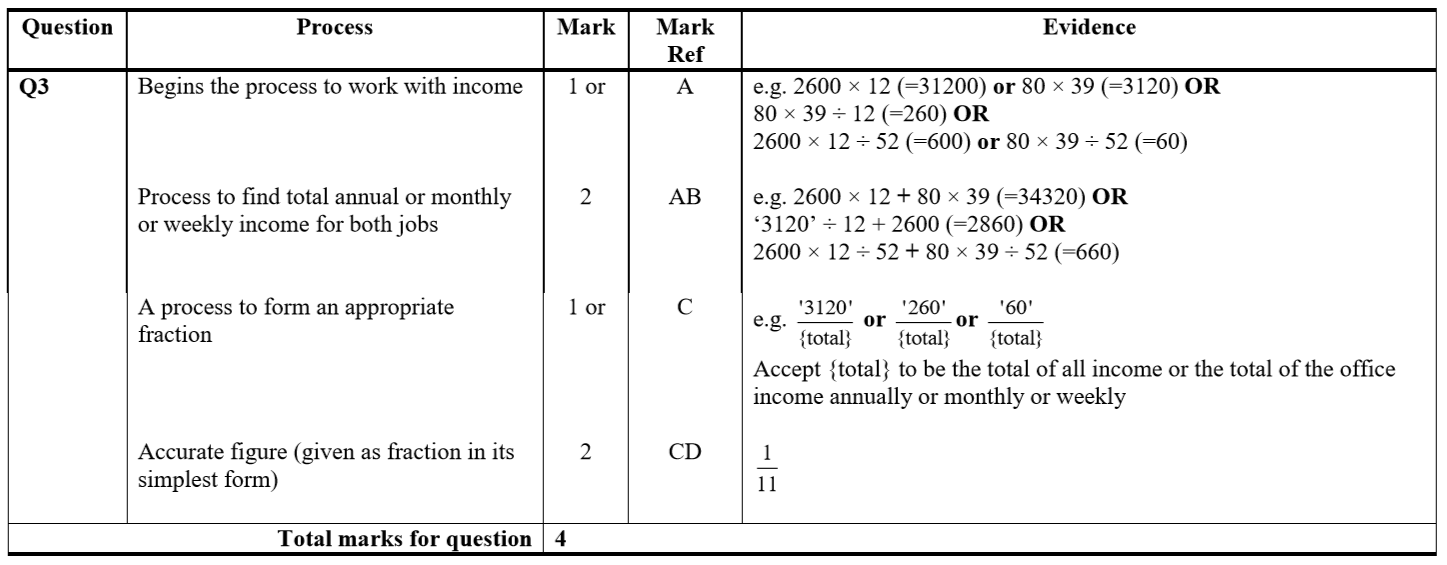 Question Process Mark Mark Ref Evidence
Q3 Begins the process to work with income 1 or A e.g. 2600 × 12 (=31200) or 80 × 39 (=3120) OR
80 × 39 ÷ 12 (=260) OR
2600 × 12 ÷ 52 (=600) or 80 × 39 ÷ 52 (=60)
Process to find total annual or monthly 2 AB e.g. 2600 × 12 + 80 × 39 (=34320) OR
or weekly income for both jobs ‘3120’ ÷ 12 + 2600 (=2860) OR
2600 × 12 ÷ 52 + 80 × 39 ÷ 52 (=660)
A process to form an appropriate 1 or C e.g. '3120'/{total} or '260'/{total} or '60'/{total}
fraction
Accept {total} to be the total of all income or the total of the office
income annually or monthly or weekly
Accurate figure (given as fraction in its 2 CD 1/11
simplest form)
Total marks for question 4